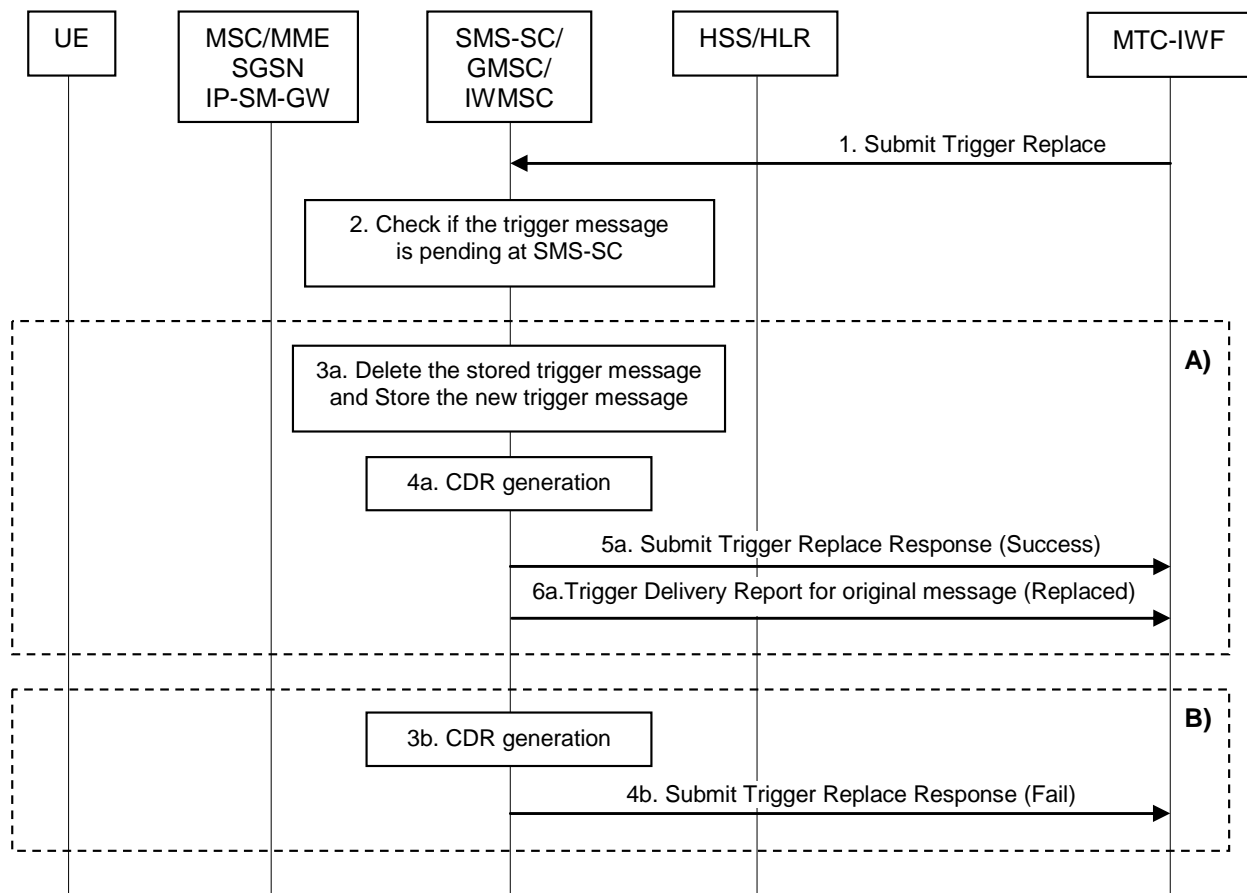 UE
MSC/MME
SGSN
IP-SM-GW
SMS-SC/
GMSC/
IWMSC
HSS/HLR
MTC-IWF
1. Submit Trigger Replace
2. Check if the trigger message
is pending at SMS-SC
A)
3a. Delete the stored trigger message
and Store the new trigger message
4a. CDR generation
5a. Submit Trigger Replace Response (Success)
6a.Trigger Delivery Report for original message (Replaced)
B)
3b. CDR generation
4b. Submit Trigger Replace Response (Fail)